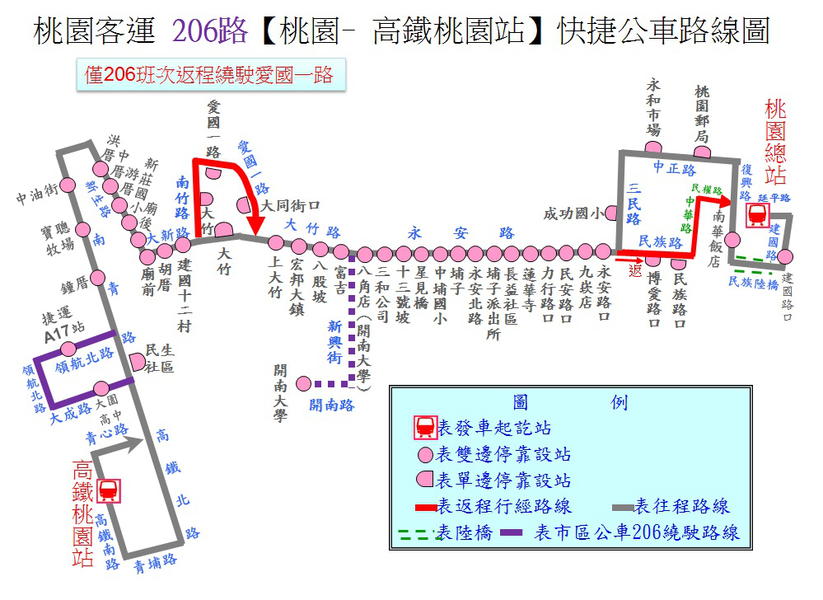 桃園客運 206路【桃園- 高鐵桃園站】快捷公車路線圖
僅206班次返程繞駛愛國一路
中油街
寶聰牧場
鐘厝
捷運A17站
領航北路
領航北路
大成路
大園高中
民生社區
青心路
高鐵桃園站
高鐵南路
青埔路
高鐵北路
南青路
新生路
洪厝
中厝
游厝
新莊國小
廟後
大新路
廟前
胡厝
建國十二村
南竹路
愛國一路
愛國一路
大竹
大竹
大同街口
大竹路
上大竹
宏邦大鎮
八股坡
富吉
八角店(開南大學)
三和公司
十三號坡
星見橋
中埔國小
埔子
永安北路
埔子派出所
長益社區
蓮華寺
力行路口
民安路口
九崁店
永安路口
永安路
新興街
開南大學
開南路
成功國小
三民路
永和市場
桃園郵局
中正路
復興路
民權路
中華路
南華飯店
民族路
返
博愛路口
民族路口
桃園總站
延平路
建國路
建國路口
民族陸橋
圖 例
表發車起訖站
表雙邊停靠設站
表單邊停靠設站
表返程行經路線 表往程路線
表陸橋 表市區公車206繞駛路線